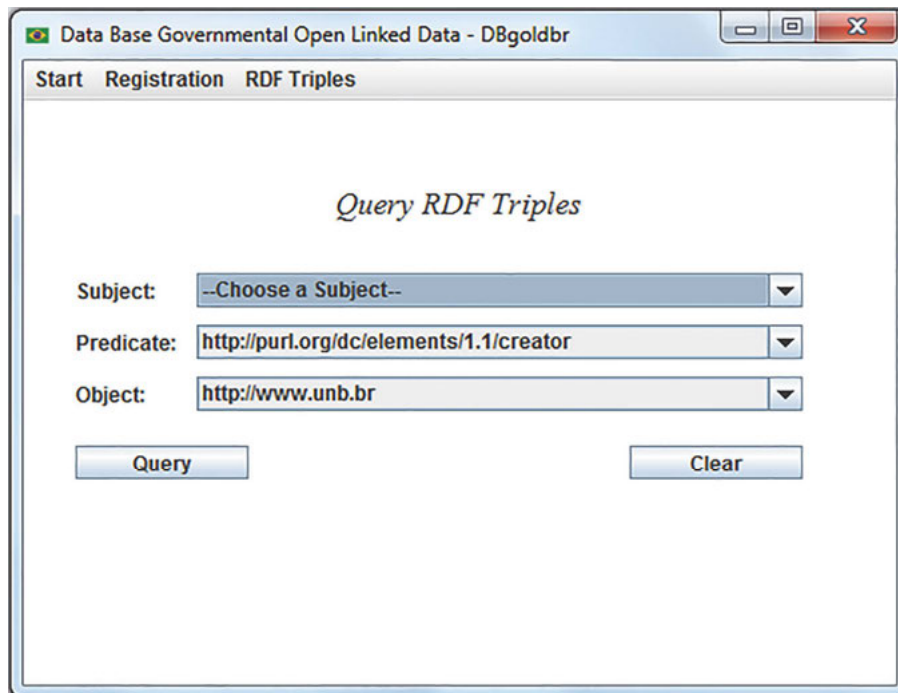 Data Base Governmental Open Linked Data - DBgoldbr
Start Registration RDF Triples
Query RDF Triples
Subject: --Choose a Subject--
Predicate: http://purl.org/dc/elements/1.1/creator
Object: http://www.unb.br
Query Clear